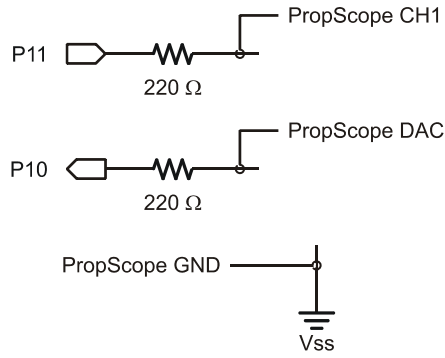 PropScope CH1
P11
220 Ω
PropScope DAC
P10
220 Ω
PropScope GND
Vss